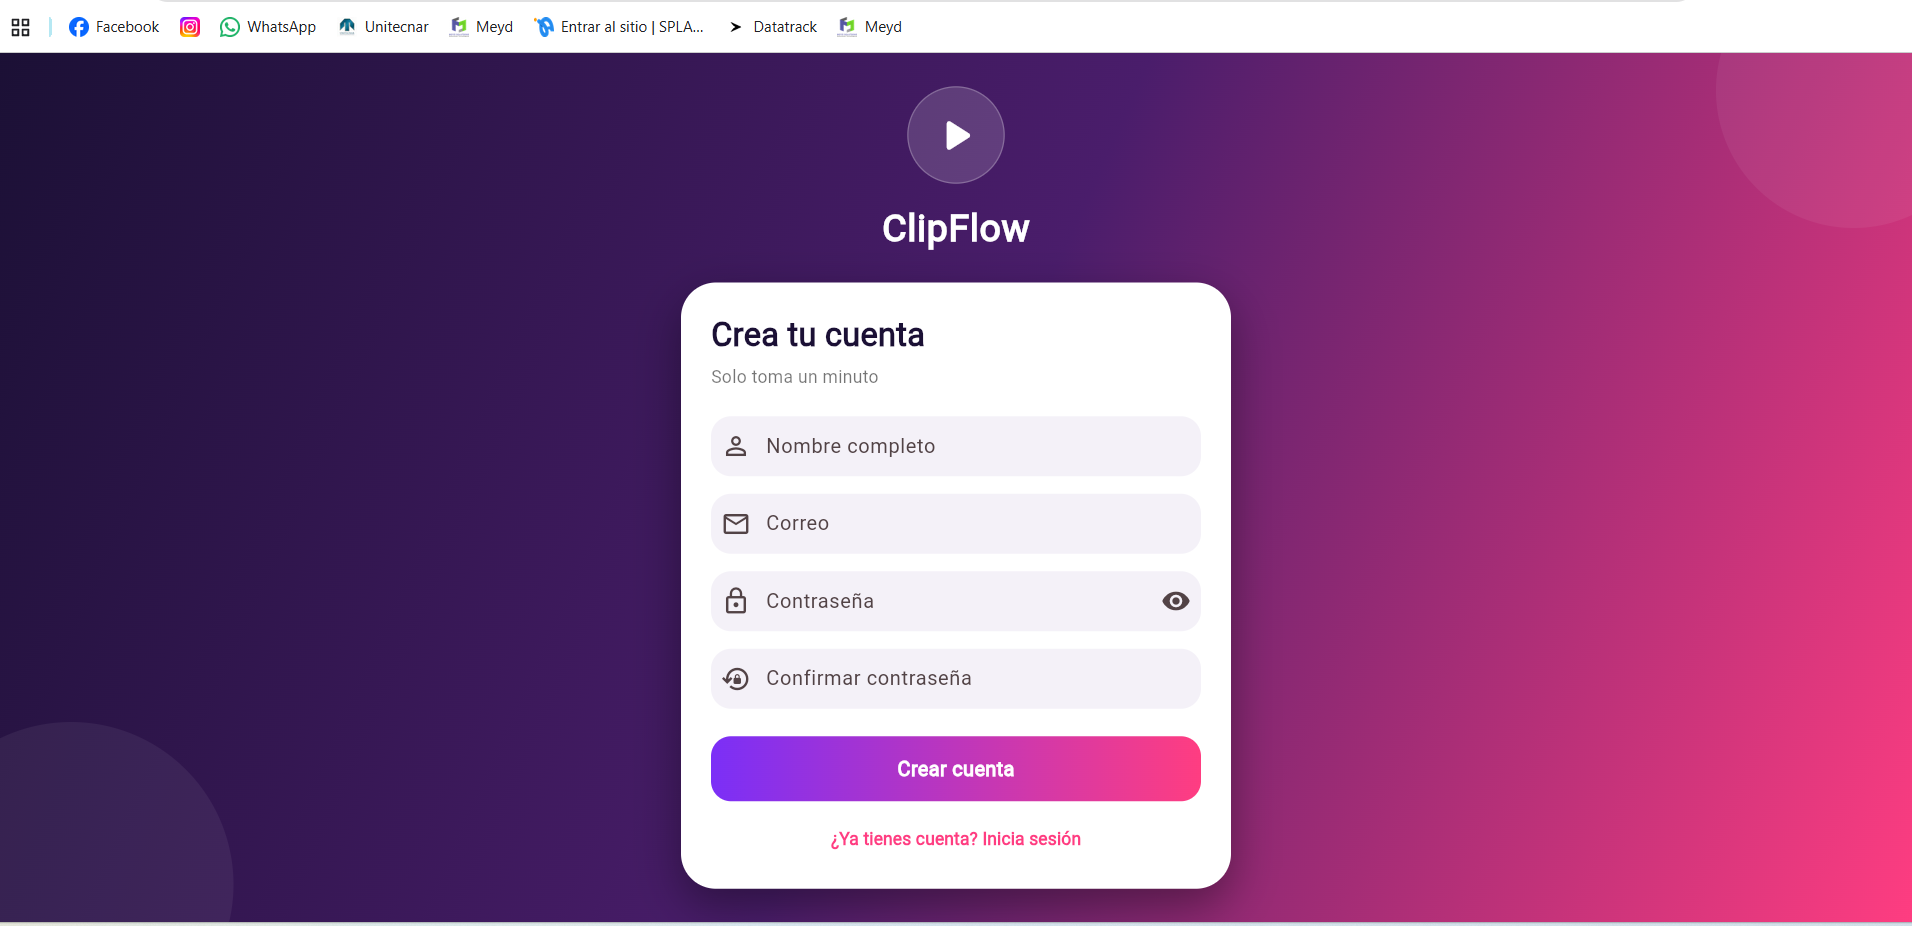 Facebook WhatsApp Unitecnar Meyd Entrar al sitio | SPLA... Datatrack Meyd
ClipFlow
Crea tu cuenta
Solo toma un minuto
Nombre completo
Correo
Contraseña
Confirmar contraseña
Crear cuenta
¿Ya tienes cuenta? Inicia sesión